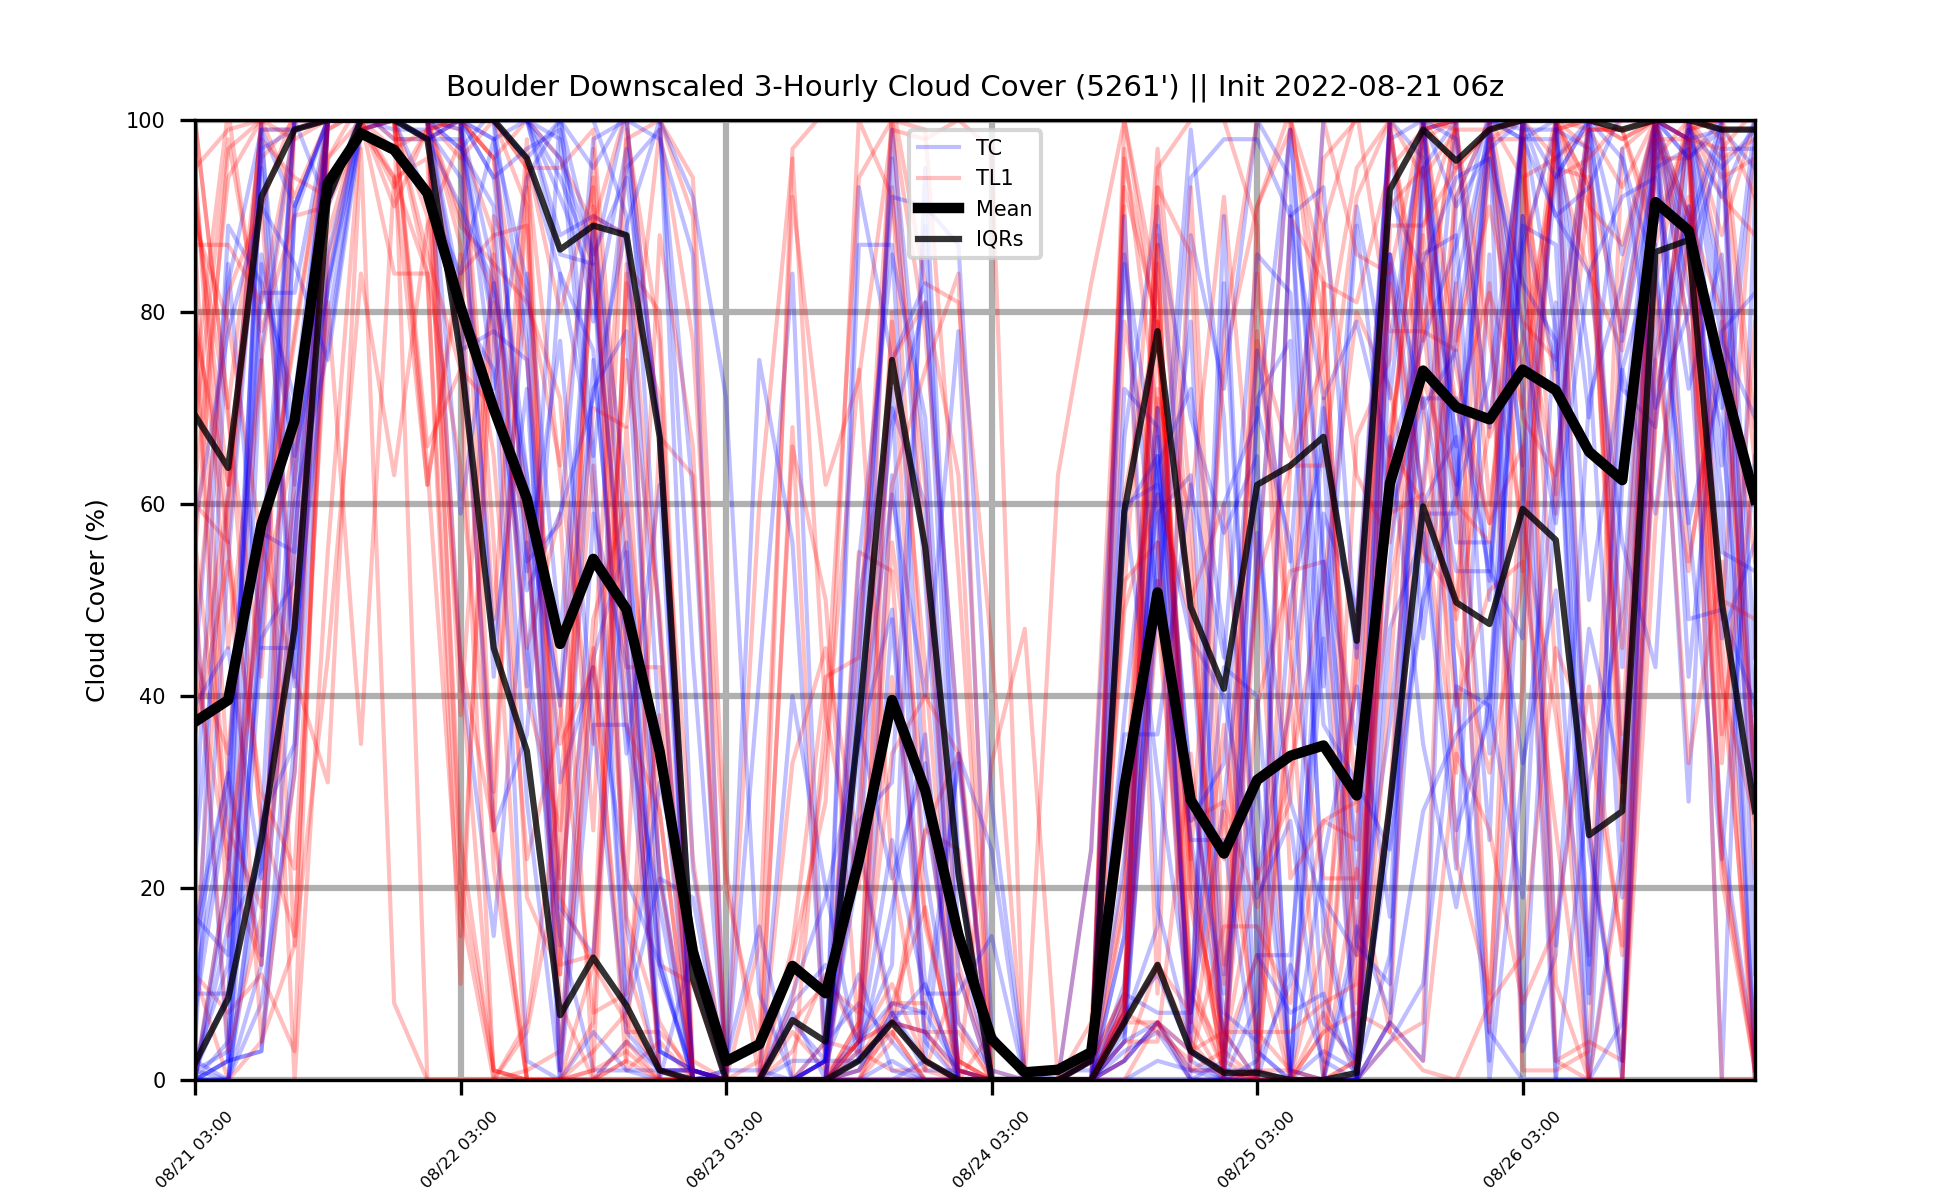 Boulder Downscaled 3-Hourly Cloud Cover (5261') || Init 2022-08-21 06z
Cloud Cover (%)
100
80
60
40
20
0
TC
TL1
Mean
IQRs
08/21 03:00
08/22 03:00
08/23 03:00
08/24 03:00
08/25 03:00
08/26 03:00